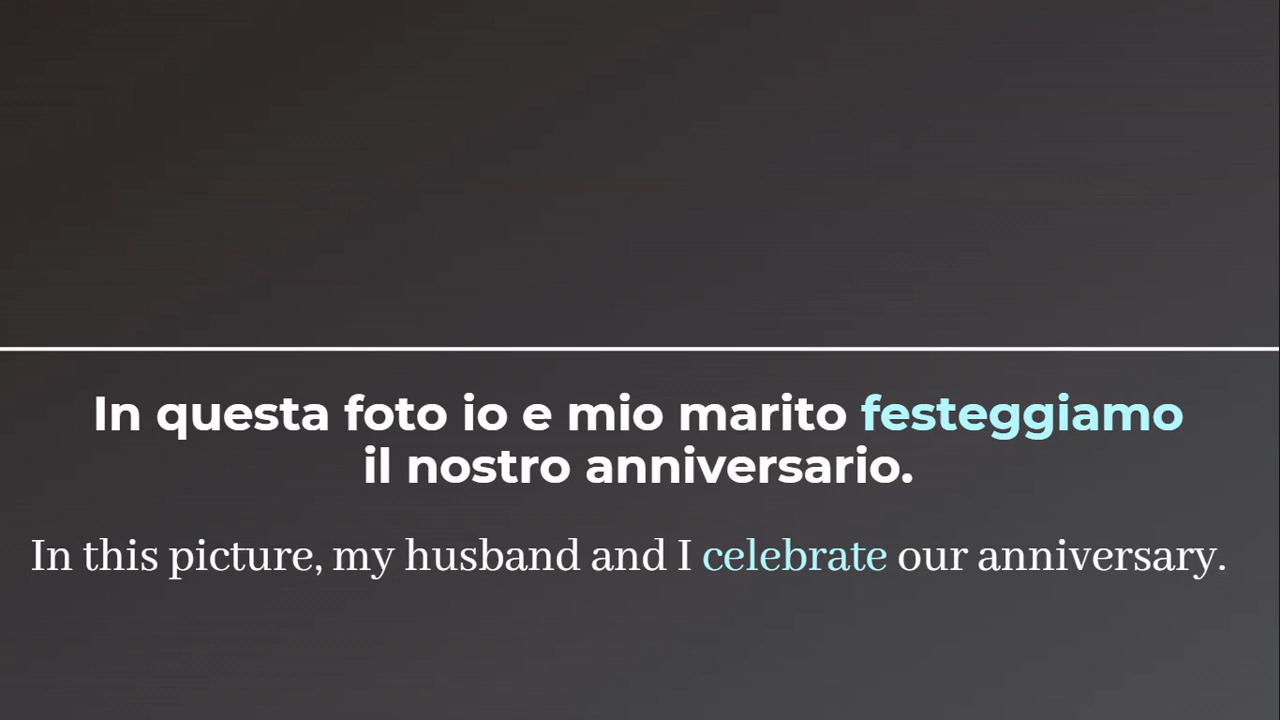 In questa foto io e mio marito festeggiamo
il nostro anniversario.
In this picture, my husband and I celebrate our anniversary.